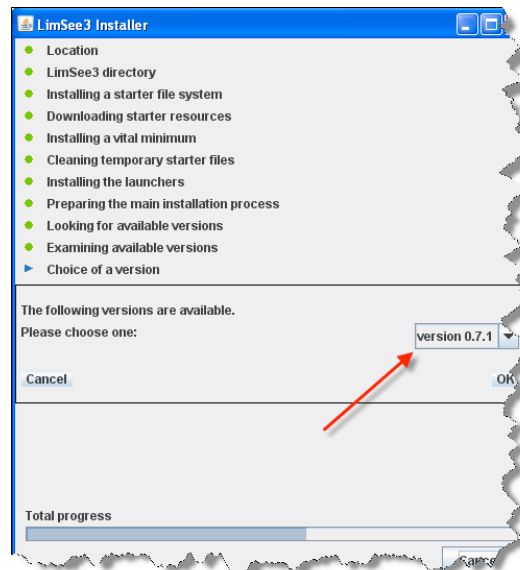 LimSee3 Installer
Location
LimSee3 directory
Installing a starter file system
Downloading starter resources
Installing a vital minimum
Cleaning temporary starter files
Installing the launchers
Preparing the main installation process
Looking for available versions
Examining available versions
Choice of a version
The following versions are available.
Please choose one:
version 0.7.1
Cancel
OK
Total progress